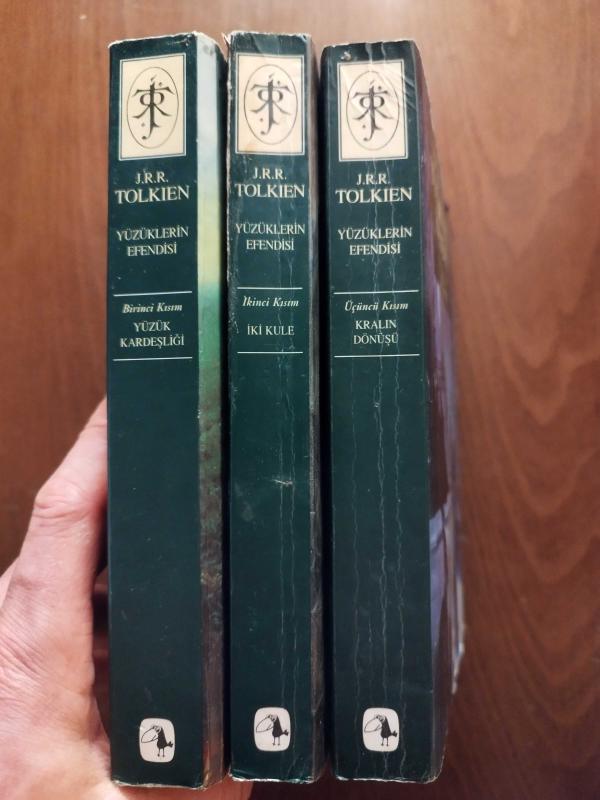 J.R.R.
TOLKIEN
YÜZÜKLERİN
EFENDİSİ
Birinci Kısım
YÜZÜK
KARDEŞLİĞİ
J.R.R.
TOLKIEN
YÜZÜKLERİN
EFENDİSİ
İkinci Kısım
İKİ KULE
J.R.R.
TOLKIEN
YÜZÜKLERİN
EFENDİSİ
Üçüncü Kısım
KRALIN
DÖNÜŞÜ